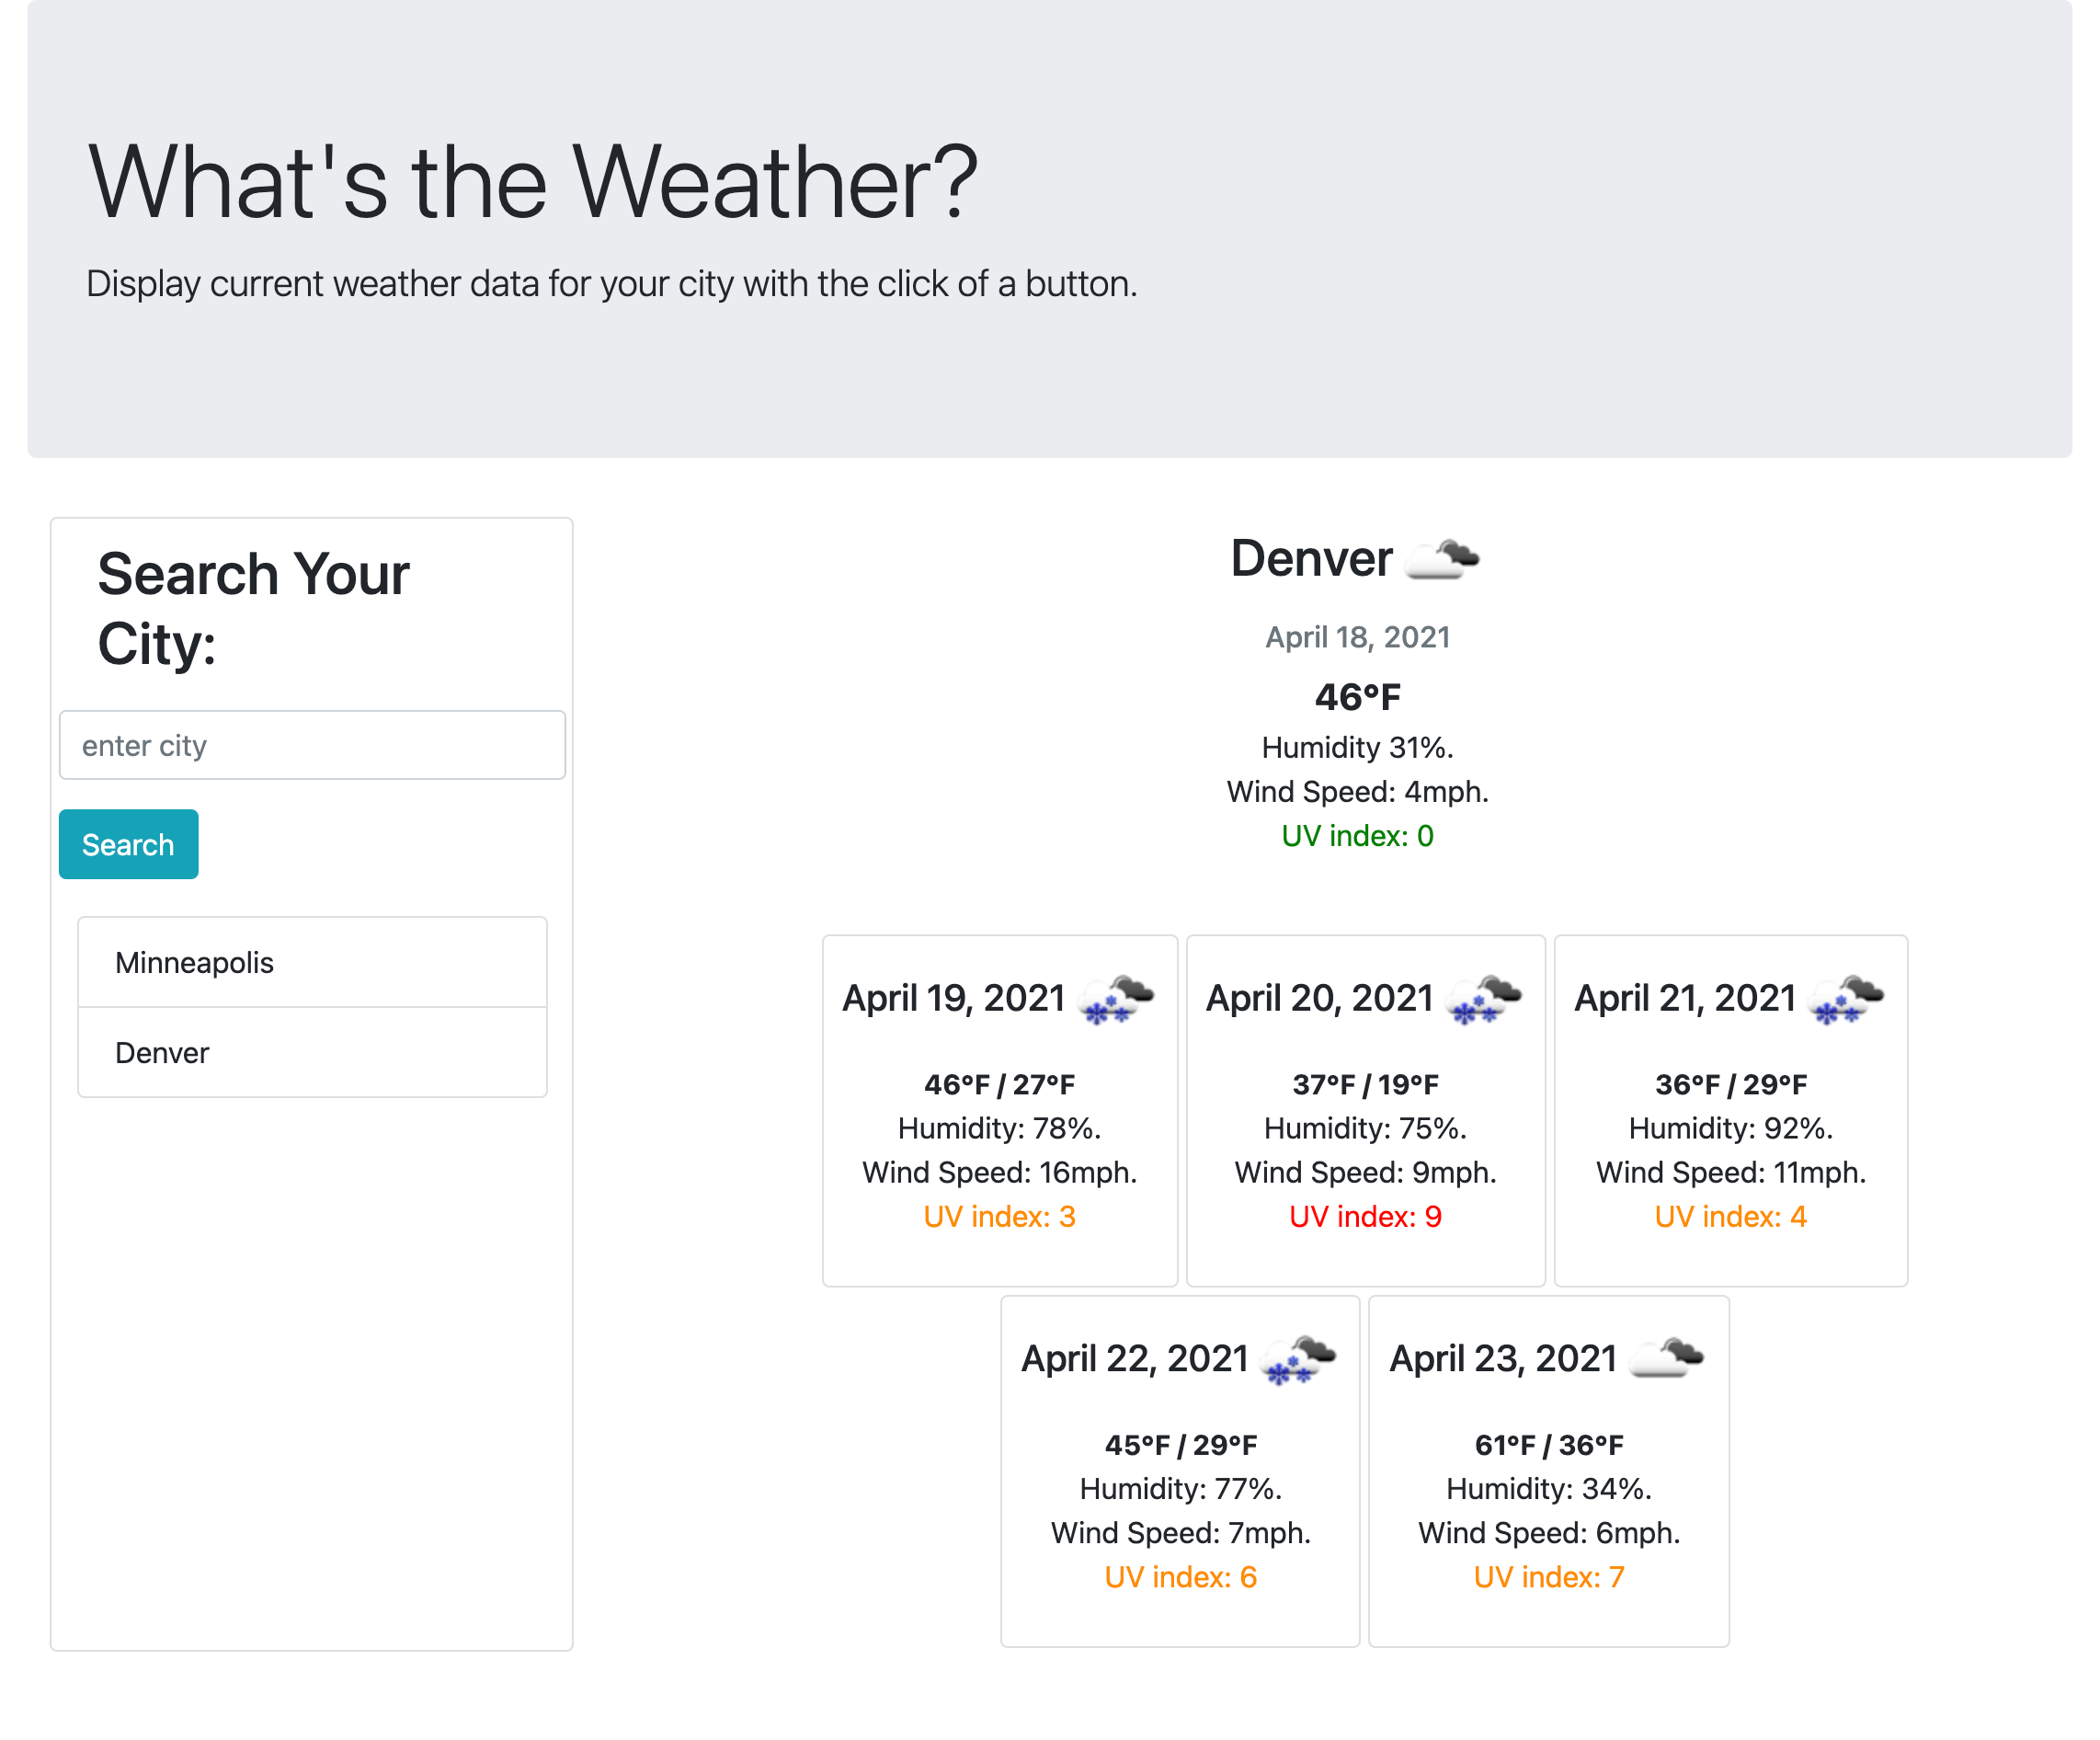 What's the Weather?
Display current weather data for your city with the click of a button.
Search Your
City:
enter city
Search
Minneapolis
Denver
Denver
April 18, 2021
46°F
Humidity 31%.
Wind Speed: 4mph.
UV index: 0
April 19, 2021
46°F / 27°F
Humidity: 78%.
Wind Speed: 16mph.
UV index: 3
April 20, 2021
37°F / 19°F
Humidity: 75%.
Wind Speed: 9mph.
UV index: 9
April 21, 2021
36°F / 29°F
Humidity: 92%.
Wind Speed: 11mph.
UV index: 4
April 22, 2021
45°F / 29°F
Humidity: 77%.
Wind Speed: 7mph.
UV index: 6
April 23, 2021
61°F / 36°F
Humidity: 34%.
Wind Speed: 6mph.
UV index: 7